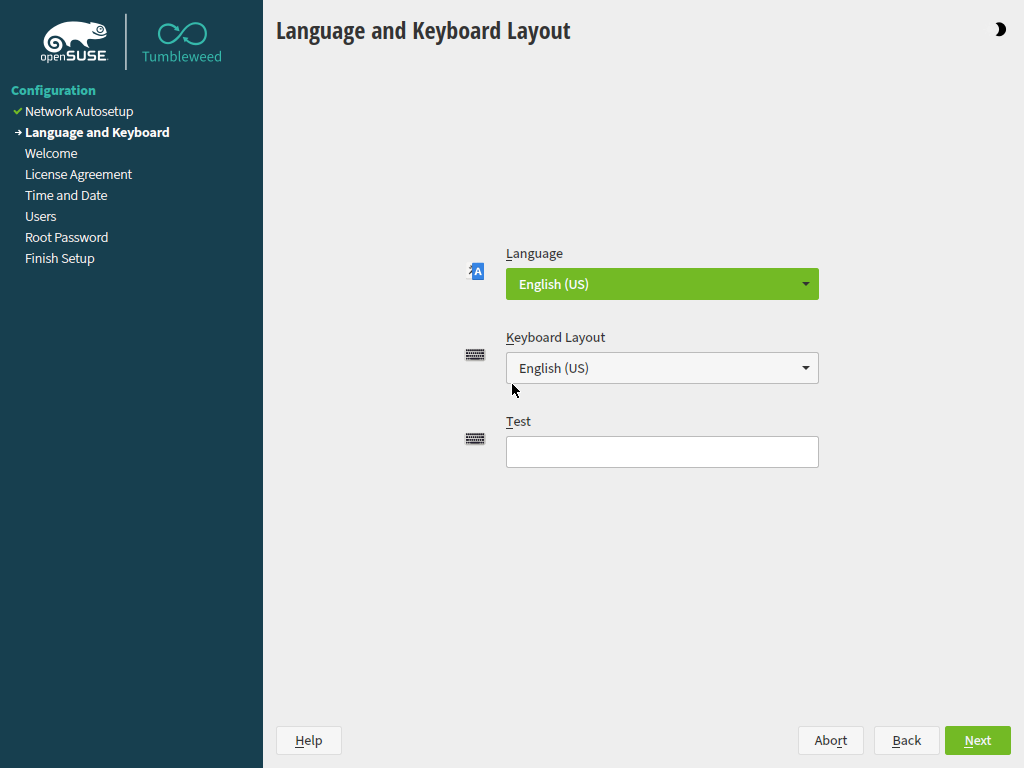 openSUSE
Tumbleweed
Configuration
Network Autosetup
Language and Keyboard
Welcome
License Agreement
Time and Date
Users
Root Password
Finish Setup
Language and Keyboard Layout
Language
English (US)
Keyboard Layout
English (US)
Test
Help
Abort
Back
Next